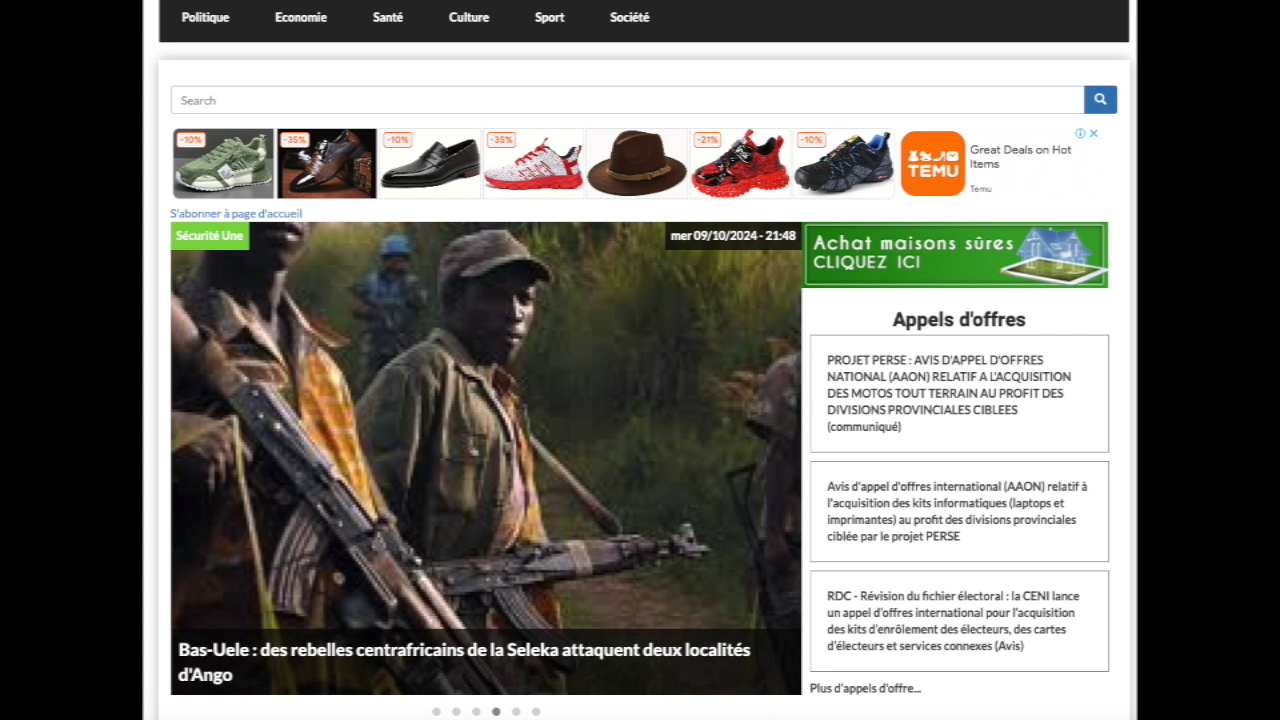 Politique Economie Santé Culture Sport Société
Search
-10% -35% -10% -35% -21% -10%
TEMU
Great Deals on Hot
Items
Temu
S'abonner à page d'accueil
Sécurité Une
mer 09/10/2024 - 21:48
Bas-Uele : des rebelles centrafricains de la Seleka attaquent deux localités
d'Ango
Achat maisons sûres
CLIQUEZ ICI
Appels d'offres
PROJET PERSE : AVIS D'APPEL D'OFFRES
NATIONAL (AAON) RELATIF A L'ACQUISITION
DES MOTOS TOUT TERRAIN AU PROFIT DES
DIVISIONS PROVINCIALES CIBLEES
(communiqué)
Avis d'appel d'offres international (AAON) relatif à
l'acquisition des kits informatiques (laptops et
imprimantes) au profit des divisions provinciales
ciblée par le projet PERSE
RDC - Révision du fichier électoral : la CENI lance
un appel d'offres international pour l'acquisition
des kits d'enrôlement des électeurs, des cartes
d'électeurs et services connexes (Avis)
Plus d'appels d'offre...